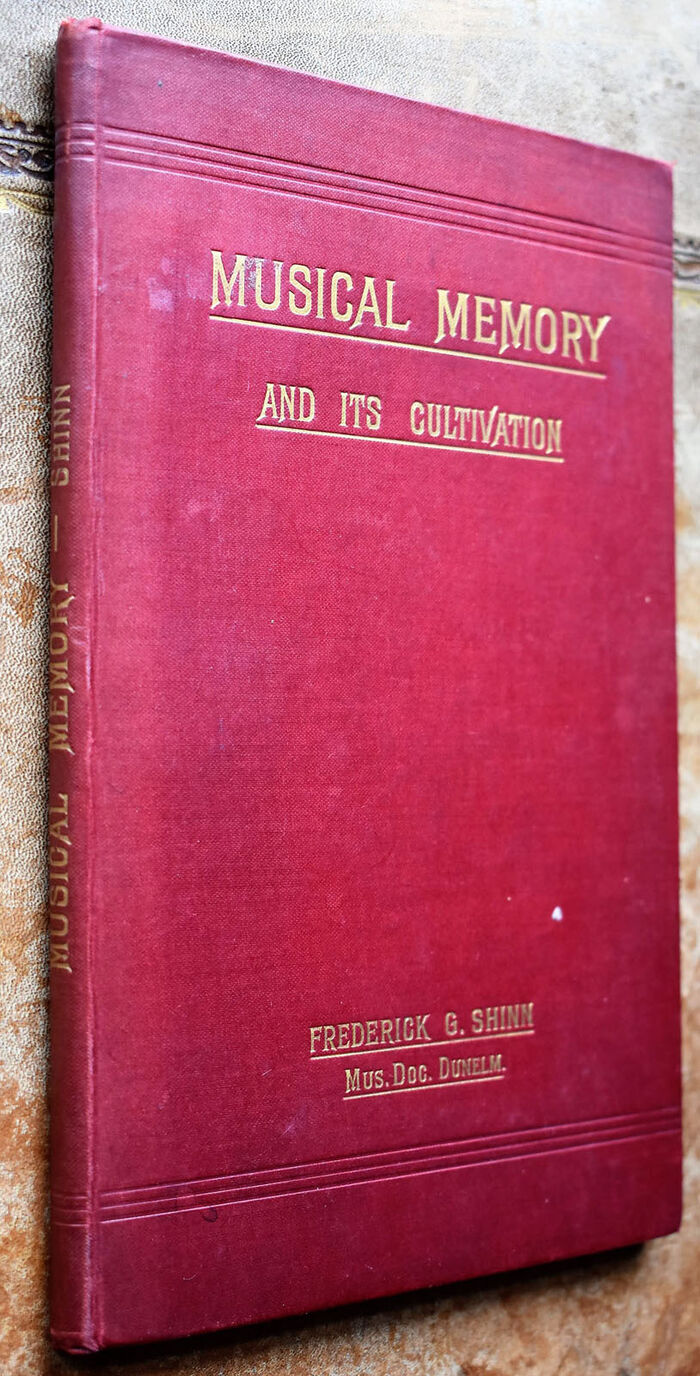 MUSICAL MEMORY
AND ITS CULTIVATION
FREDERICK G. SHINN
MUS. DOC. DUNELM.
MUSICAL MEMORY — SHINN